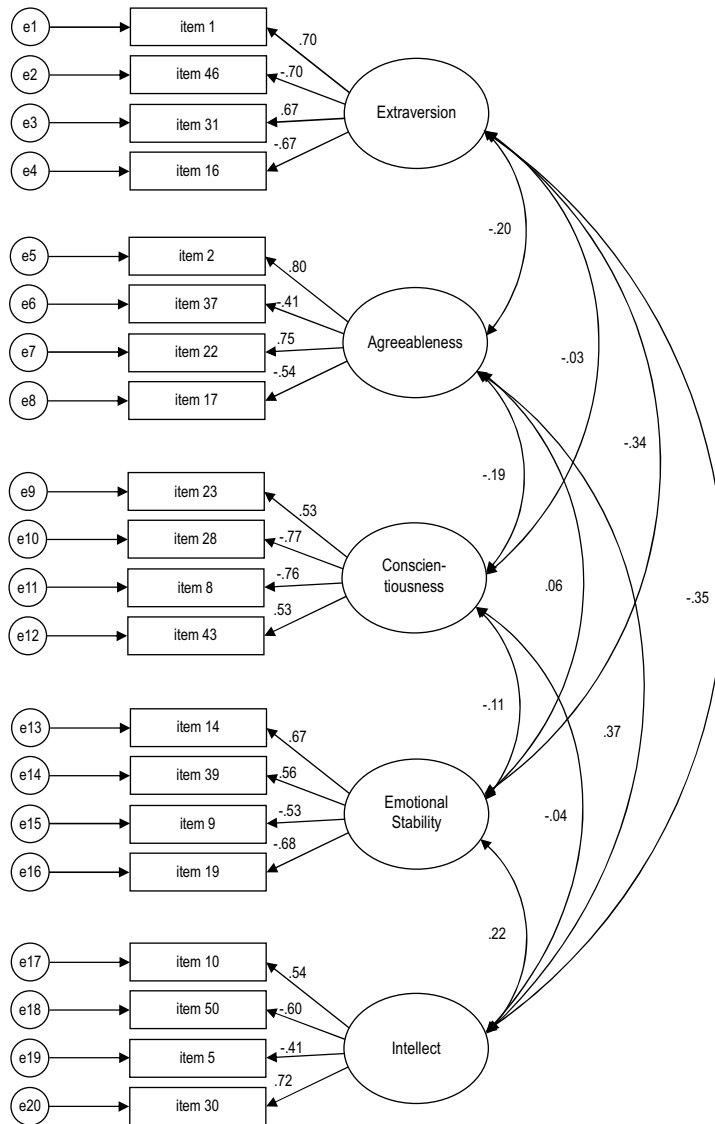 e1
item 1
.70
e2
item 46
-.70
Extraversion
e3
item 31
.67
e4
item 16
-.67
-.20
e5
item 2
.80
e6
item 37
-.41
Agreeableness
e7
item 22
.75
-.03
e8
item 17
-.54
-.34
e9
item 23
.53
-.19
e10
item 28
-.77
Conscien-
tiousness
e11
item 8
-.76
.06
-.35
e12
item 43
.53
e13
item 14
.67
-.11
e14
item 39
.56
.37
Emotional
Stability
e15
item 9
-.53
-.04
e16
item 19
-.68
e17
item 10
.54
.22
e18
item 50
-.60
Intellect
e19
item 5
-.41
e20
item 30
.72